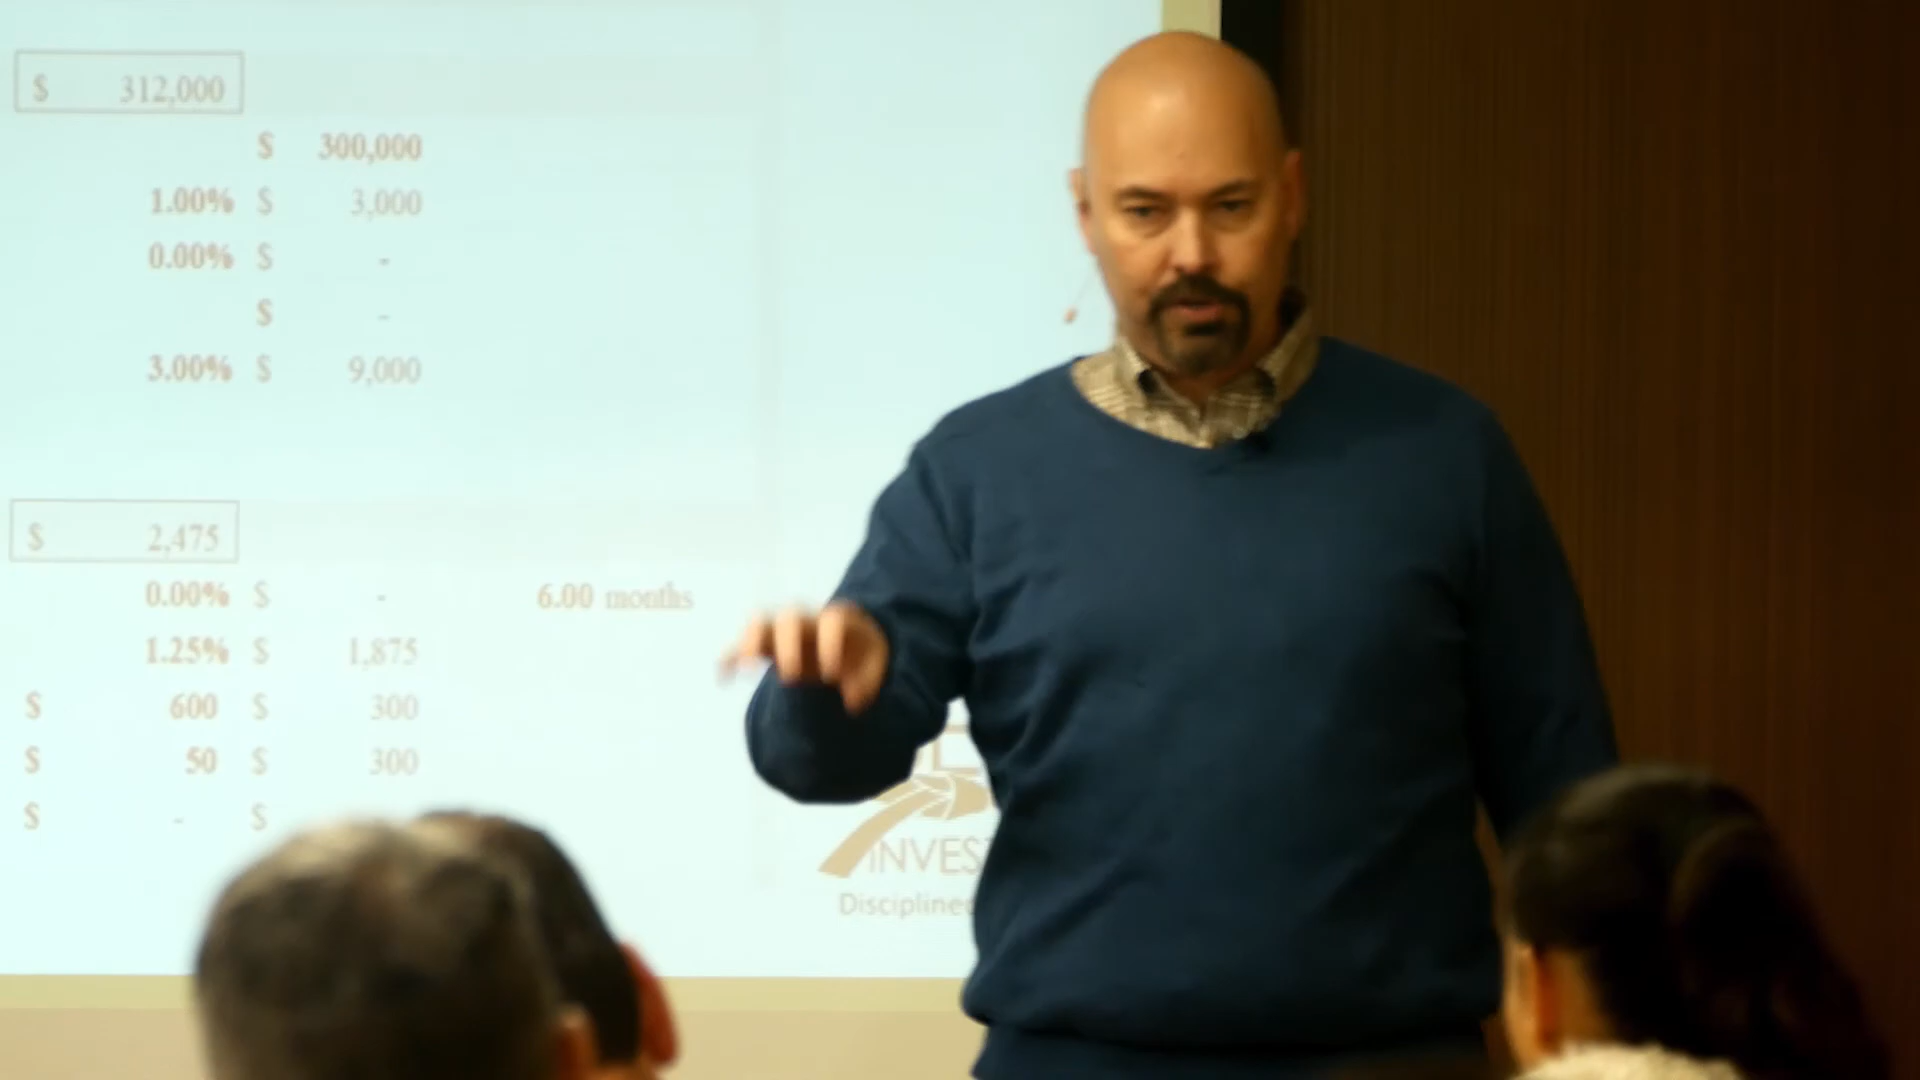 $ 312,000
$ 300,000
1.00% $ 3,000
0.00% $ -
$ -
3.00% $ 9,000
$ 2,475
0.00% $ - 6.00 months
1.25% $ 1,875
$ 600 $ 300
$ 50 $ 300
$ - $
INVES
Disciplined